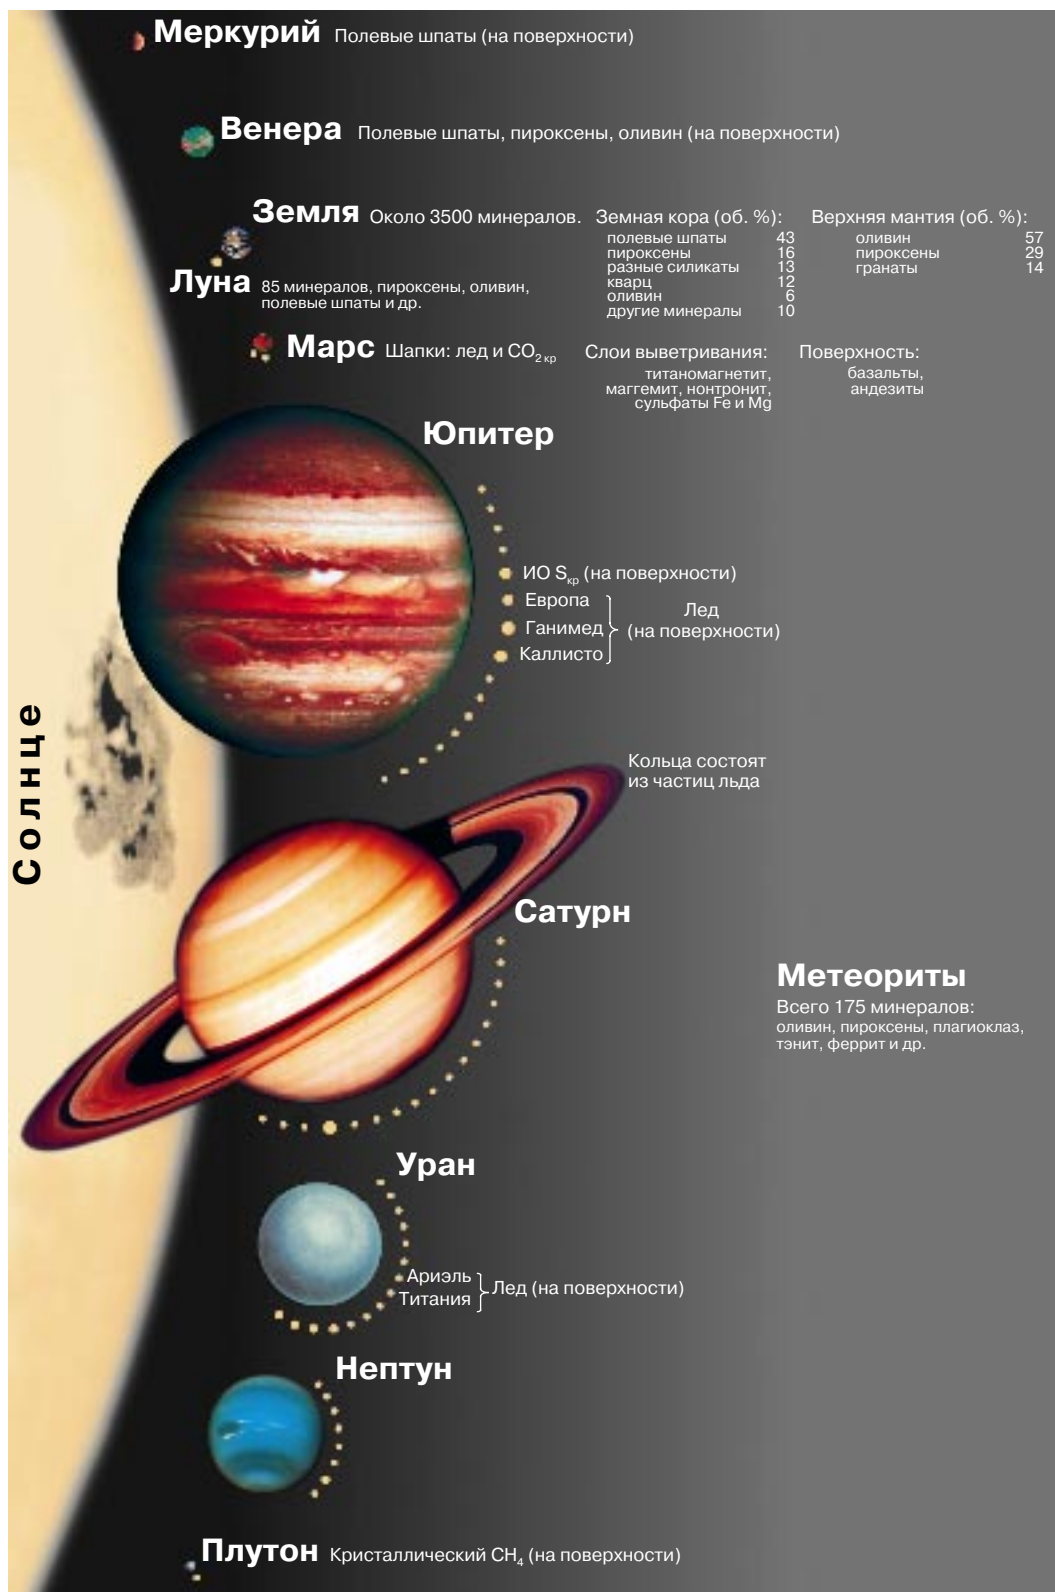 Меркурий Полевые шпаты (на поверхности)
Венера Полевые шпаты, пироксены, оливин (на поверхности)
Земля Около 3500 минералов. Земная кора (об. %): Верхняя мантия (об. %):
полевые шпаты 43 оливин 57
пироксены 16 пироксены 29
разные силикаты 13 гранаты 14
кварц 12
оливин 6
другие минералы 10
Луна 85 минералов, пироксены, оливин,
полевые шпаты и др.
Марс Шапки: лед и CO₂ кр Слои выветривания: Поверхность:
титаномагнетит, базальты,
маггемит, нонтронит, андезиты
сульфаты Fe и Mg
Юпитер
ИО Sкр (на поверхности)
Европа
Ганимед
Каллисто
Лед
(на поверхности)
Солнце
Кольца состоят
из частиц льда
Сатурн
Метеориты
Всего 175 минералов:
оливин, пироксены, плагиоклаз,
тэнит, феррит и др.
Уран
Ариэль
Титания
Лед (на поверхности)
Нептун
Плутон Кристаллический CH₄ (на поверхности)